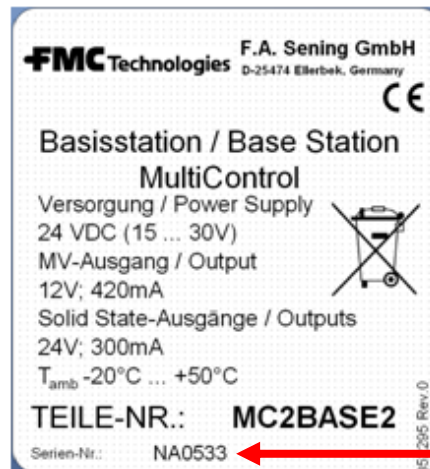 FMC Technologies
F.A. Sening GmbH
D-25474 Ellerbek, Germany
CE
Basisstation / Base Station
MultiControl
Versorgung / Power Supply
24 VDC (15 ... 30V)
MV-Ausgang / Output
12V; 420mA
Solid State-Ausgänge / Outputs
24V; 300mA
Tamb -20°C ... +50°C
TEILE-NR.: MC2BASE2
Serien-Nr.: NA0533